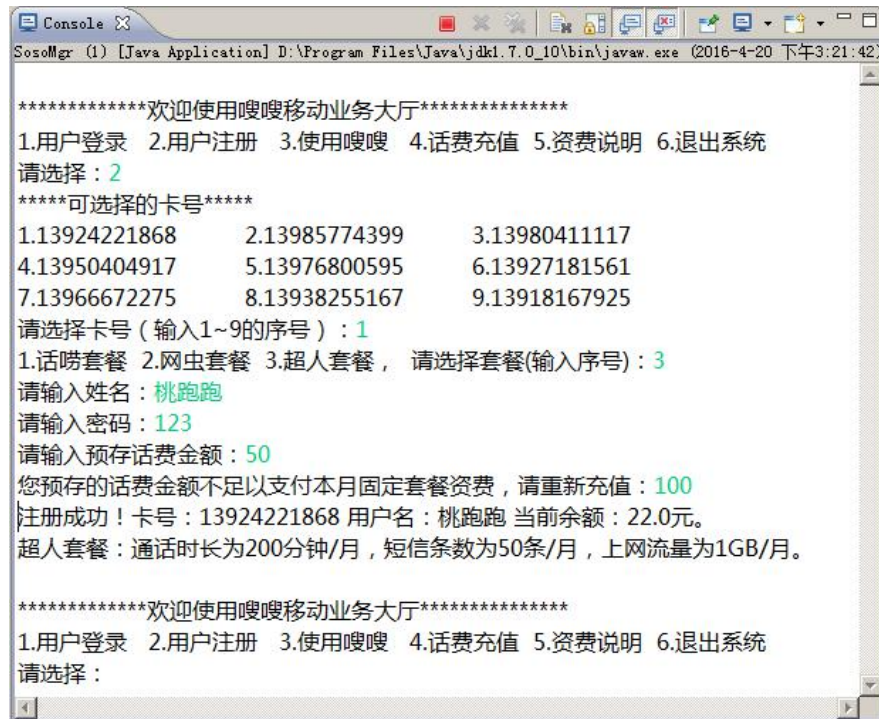 Console
SosoMgr (1) [Java Application] D:\Program Files\Java\jdk1.7.0_10\bin\javaw.exe (2016-4-20 下午3:21:42)
*************欢迎使用嗖嗖移动业务大厅***************
1.用户登录 2.用户注册 3.使用嗖嗖 4.话费充值 5.资费说明 6.退出系统
请选择：2
*****可选择的卡号*****
1.13924221868 2.13985774399 3.13980411117
4.13950404917 5.13976800595 6.13927181561
7.13966672275 8.13938255167 9.13918167925
请选择卡号（输入1~9的序号）：1
1.话唠套餐 2.网虫套餐 3.超人套餐， 请选择套餐(输入序号)：3
请输入姓名：桃跑跑
请输入密码：123
请输入预存话费金额：50
您预存的话费金额不足以支付本月固定套餐资费，请重新充值：100
注册成功！卡号：13924221868 用户名：桃跑跑 当前余额：22.0元。
超人套餐：通话时长为200分钟/月，短信条数为50条/月，上网流量为1GB/月。
*************欢迎使用嗖嗖移动业务大厅***************
1.用户登录 2.用户注册 3.使用嗖嗖 4.话费充值 5.资费说明 6.退出系统
请选择：